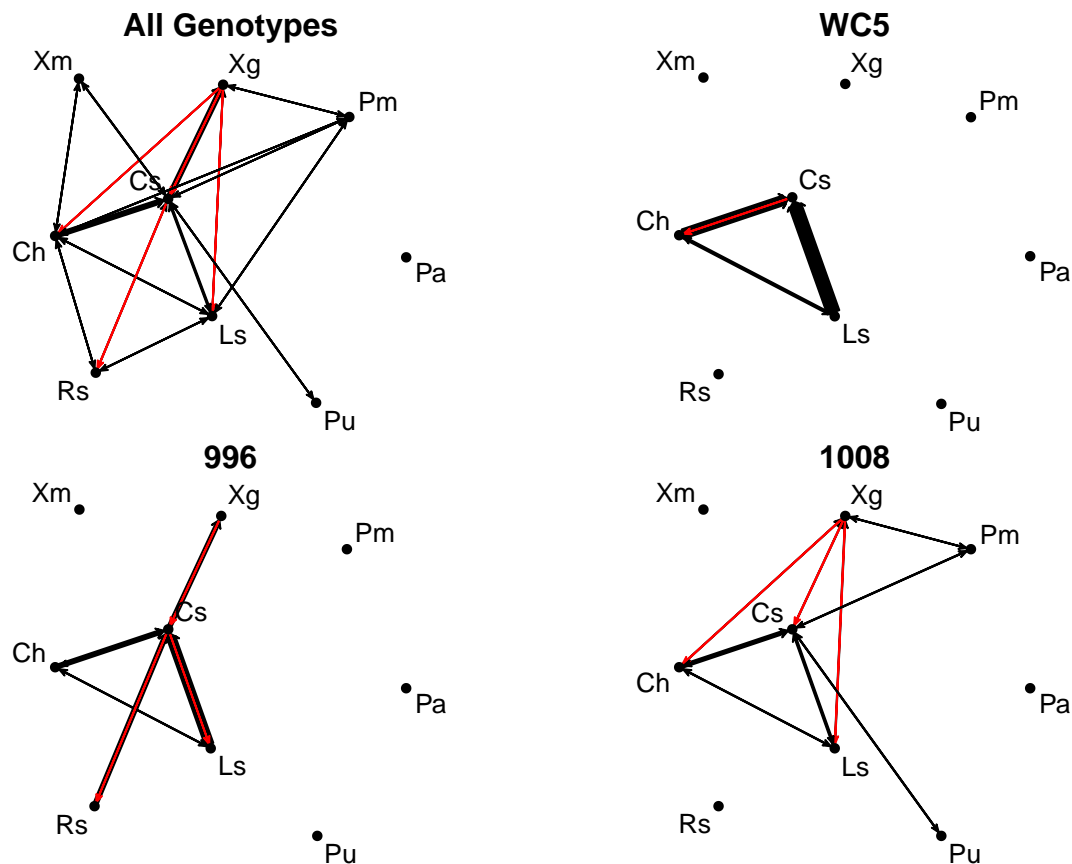 All Genotypes
Xm
Xg
Pm
Cs
Ch
Pa
Ls
Rs
Pu
WC5
Xm
Xg
Pm
Cs
Ch
Pa
Ls
Rs
Pu
996
Xm
Xg
Pm
Cs
Ch
Pa
Ls
Rs
Pu
1008
Xm
Xg
Pm
Cs
Ch
Pa
Ls
Rs
Pu